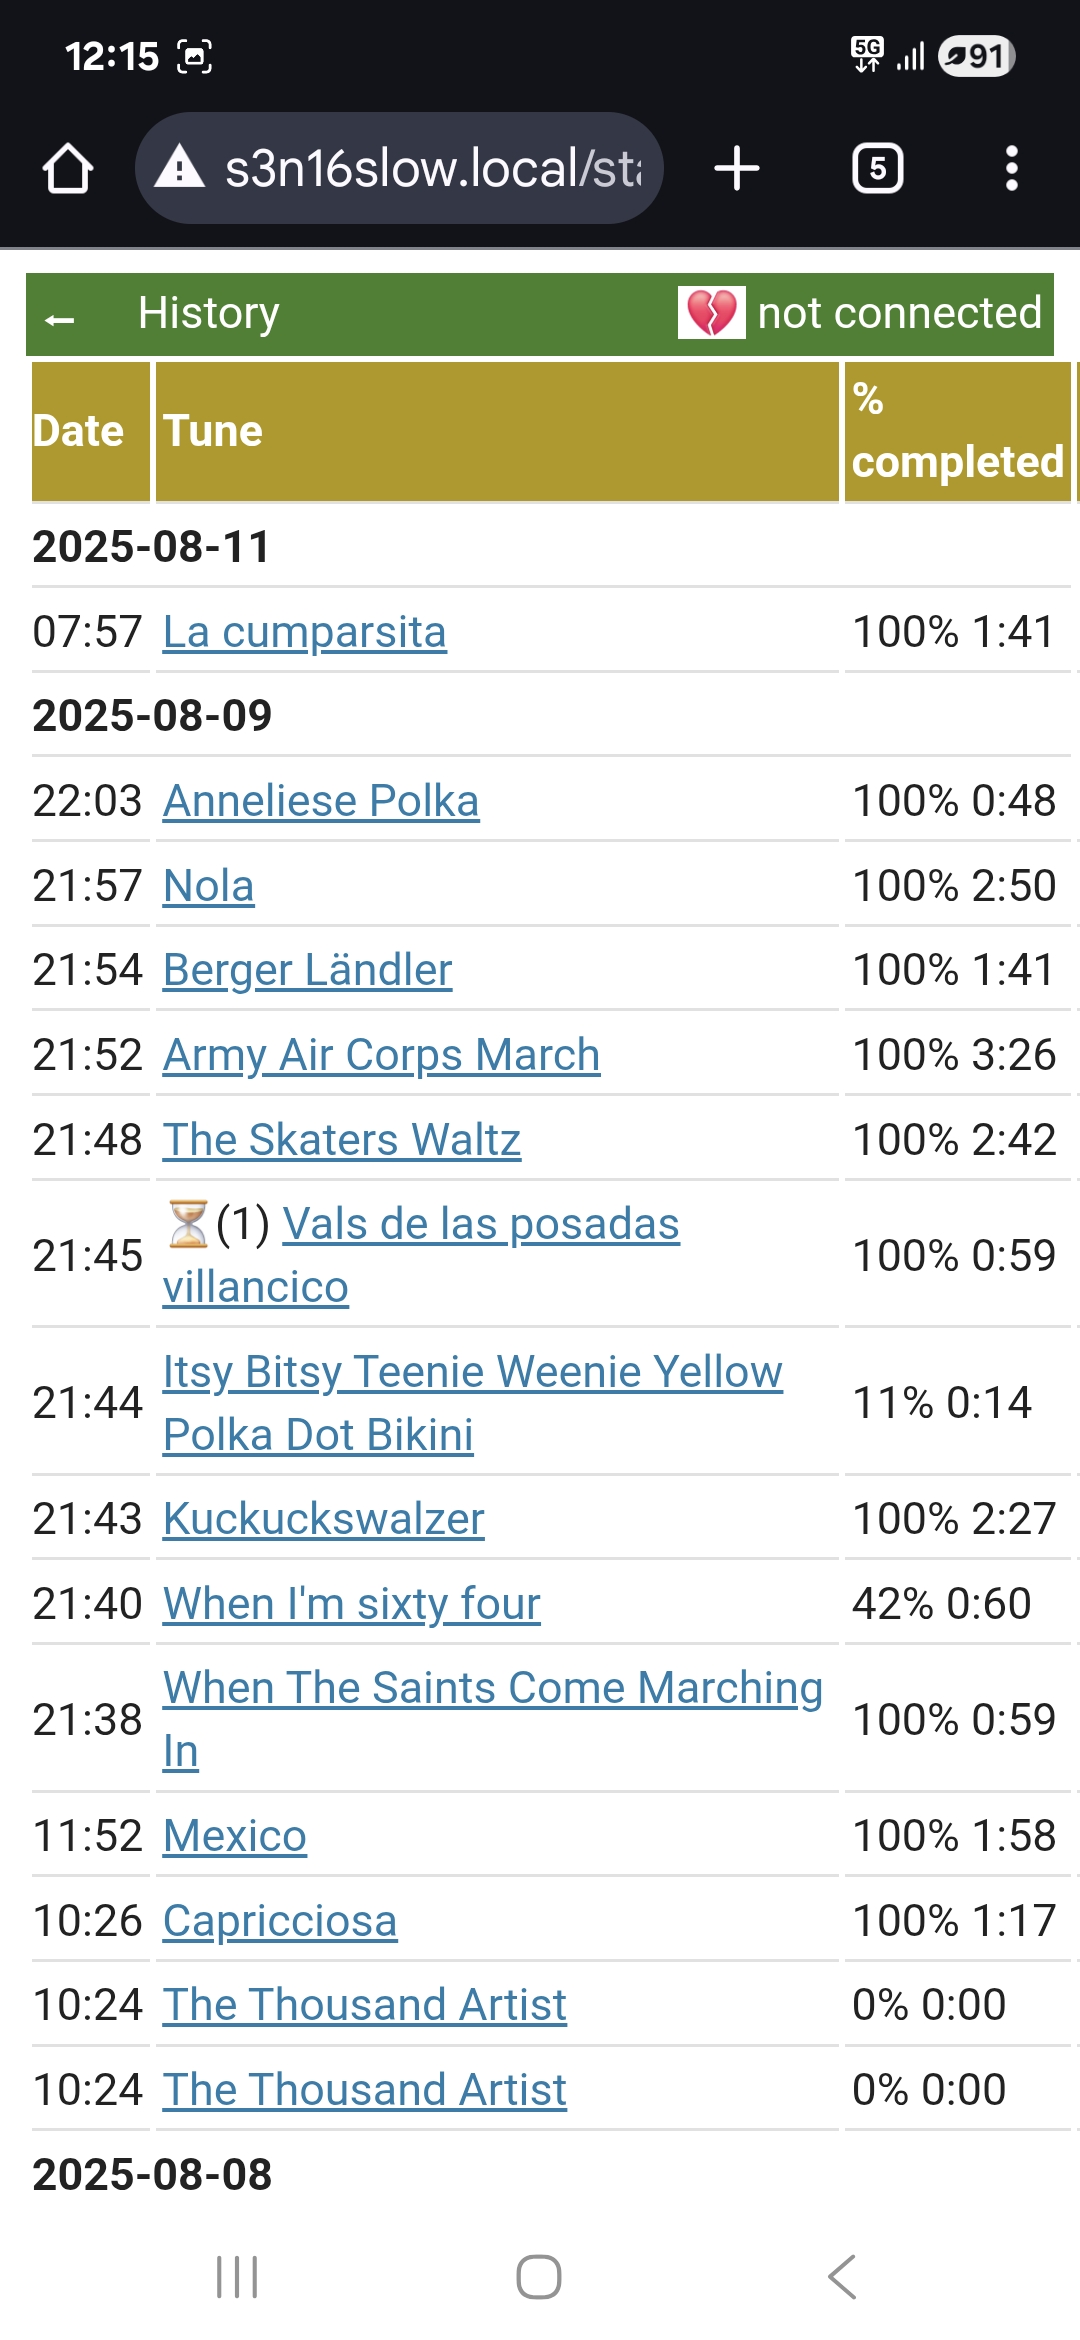 12:15
5G
91
s3n16slow.local/sta
5
← History 💔 not connected
Date Tune % completed
2025-08-11
07:57 La cumparsita 100% 1:41
2025-08-09
22:03 Anneliese Polka 100% 0:48
21:57 Nola 100% 2:50
21:54 Berger Ländler 100% 1:41
21:52 Army Air Corps March 100% 3:26
21:48 The Skaters Waltz 100% 2:42
21:45 ⏳(1) Vals de las posadas
villancico 100% 0:59
21:44 Itsy Bitsy Teenie Weenie Yellow
Polka Dot Bikini 11% 0:14
21:43 Kuckuckswalzer 100% 2:27
21:40 When I'm sixty four 42% 0:60
21:38 When The Saints Come Marching
In 100% 0:59
11:52 Mexico 100% 1:58
10:26 Capricciosa 100% 1:17
10:24 The Thousand Artist 0% 0:00
10:24 The Thousand Artist 0% 0:00
2025-08-08